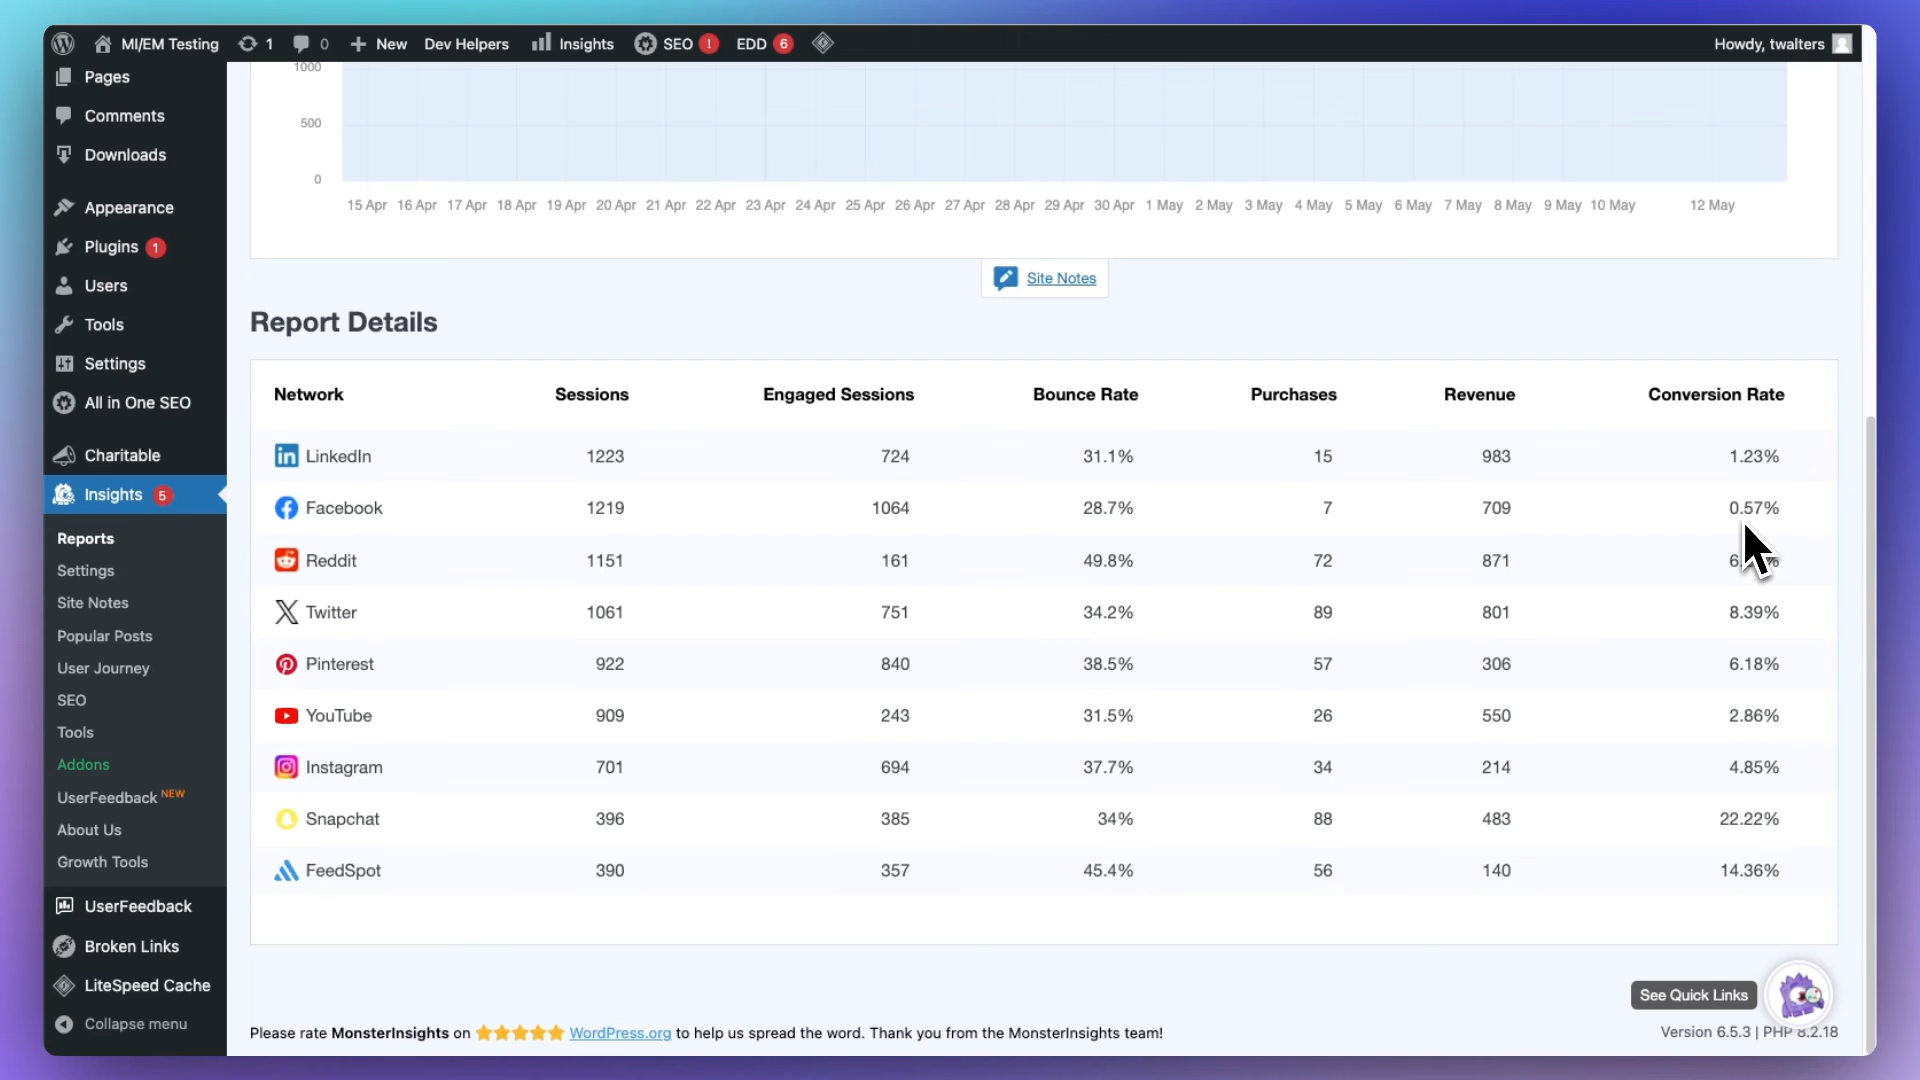 MI/EM Testing 1 0 New Dev Helpers Insights SEO ! EDD 6 Howdy, twalters
Pages
Comments
Downloads
Appearance
Plugins 1
Users
Tools
Settings
All in One SEO
Charitable
Insights 5
Reports
Settings
Site Notes
Popular Posts
User Journey
SEO
Tools
Addons
UserFeedback NEW
About Us
Growth Tools
UserFeedback
Broken Links
LiteSpeed Cache
Collapse menu
1000
500
0
15 Apr 16 Apr 17 Apr 18 Apr 19 Apr 20 Apr 21 Apr 22 Apr 23 Apr 24 Apr 25 Apr 26 Apr 27 Apr 28 Apr 29 Apr 30 Apr 1 May 2 May 3 May 4 May 5 May 6 May 7 May 8 May 9 May 10 May 12 May
Site Notes
Report Details
Network Sessions Engaged Sessions Bounce Rate Purchases Revenue Conversion Rate
LinkedIn 1223 724 31.1% 15 983 1.23%
Facebook 1219 1064 28.7% 7 709 0.57%
Reddit 1151 161 49.8% 72 871
Twitter 1061 751 34.2% 89 801 8.39%
Pinterest 922 840 38.5% 57 306 6.18%
YouTube 909 243 31.5% 26 550 2.86%
Instagram 701 694 37.7% 34 214 4.85%
Snapchat 396 385 34% 88 483 22.22%
FeedSpot 390 357 45.4% 56 140 14.36%
See Quick Links
Please rate MonsterInsights on WordPress.org to help us spread the word. Thank you from the MonsterInsights team!
Version 6.5.3 | PHP 8.2.18